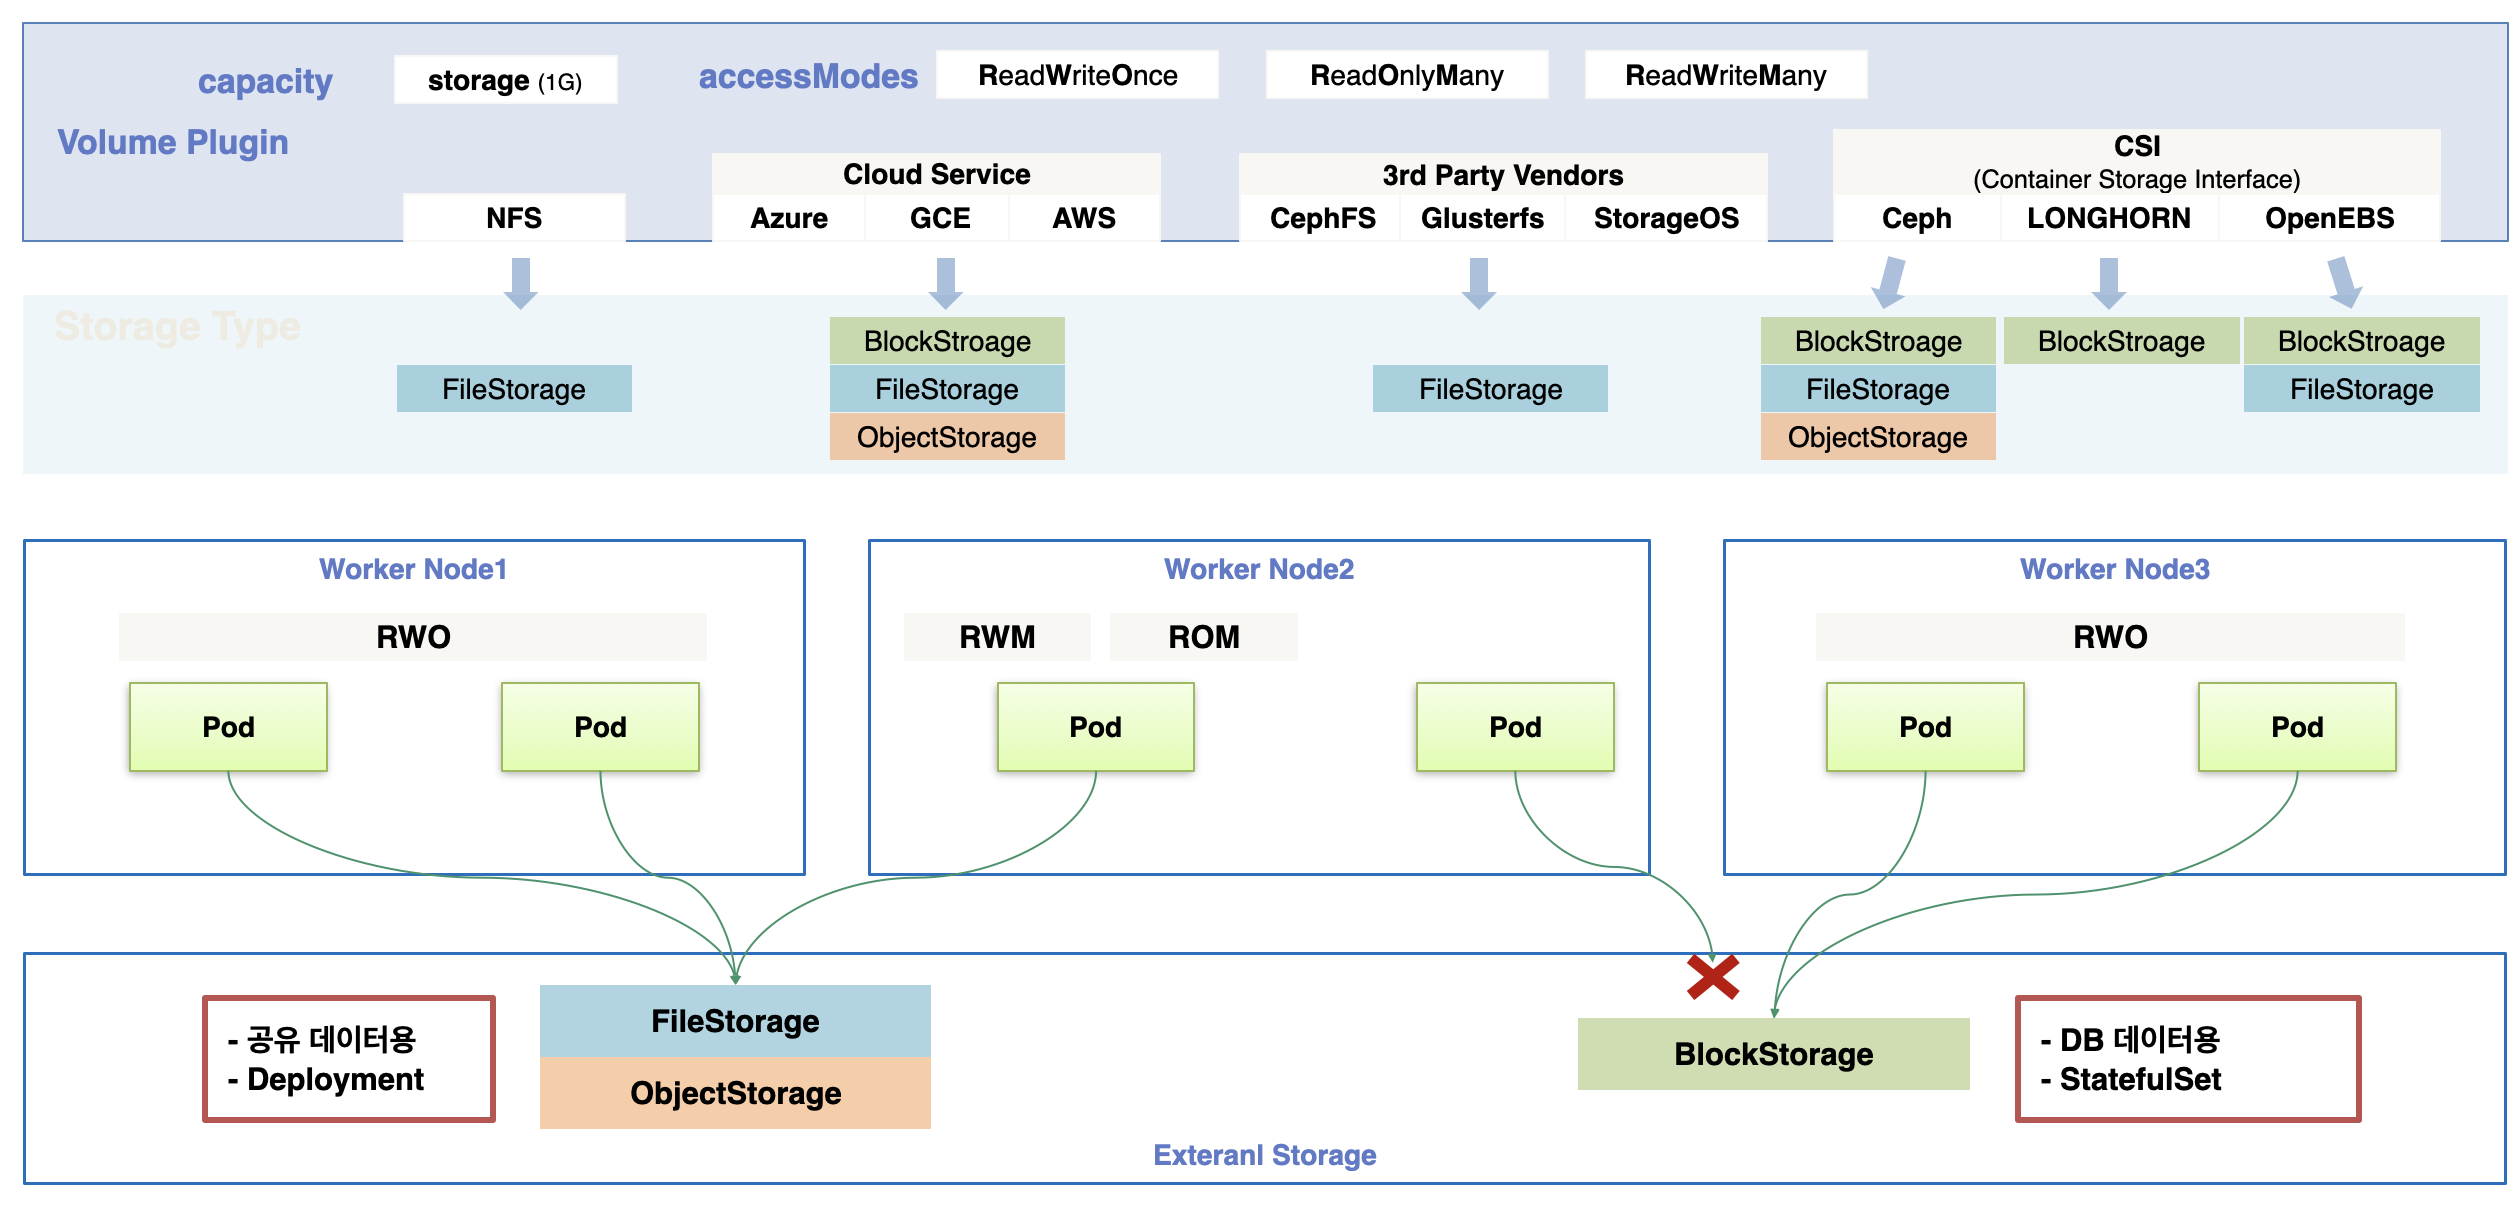 capacity
storage (1G)
accessModes
ReadWriteOnce
ReadOnlyMany
ReadWriteMany
Volume Plugin
NFS
Cloud Service
Azure
GCE
AWS
3rd Party Vendors
CephFS
Glusterfs
StorageOS
CSI
(Container Storage Interface)
Ceph
LONGHORN
OpenEBS
Storage Type
FileStorage
BlockStroage
FileStorage
ObjectStorage
FileStorage
BlockStroage
FileStorage
ObjectStorage
BlockStroage
BlockStroage
FileStorage
Worker Node1
RWO
Pod
Pod
Worker Node2
RWM
ROM
Pod
Pod
Worker Node3
RWO
Pod
Pod
- 공유 데이터용
- Deployment
FileStorage
ObjectStorage
BlockStorage
- DB 데이터용
- StatefulSet
Exteranl Storage